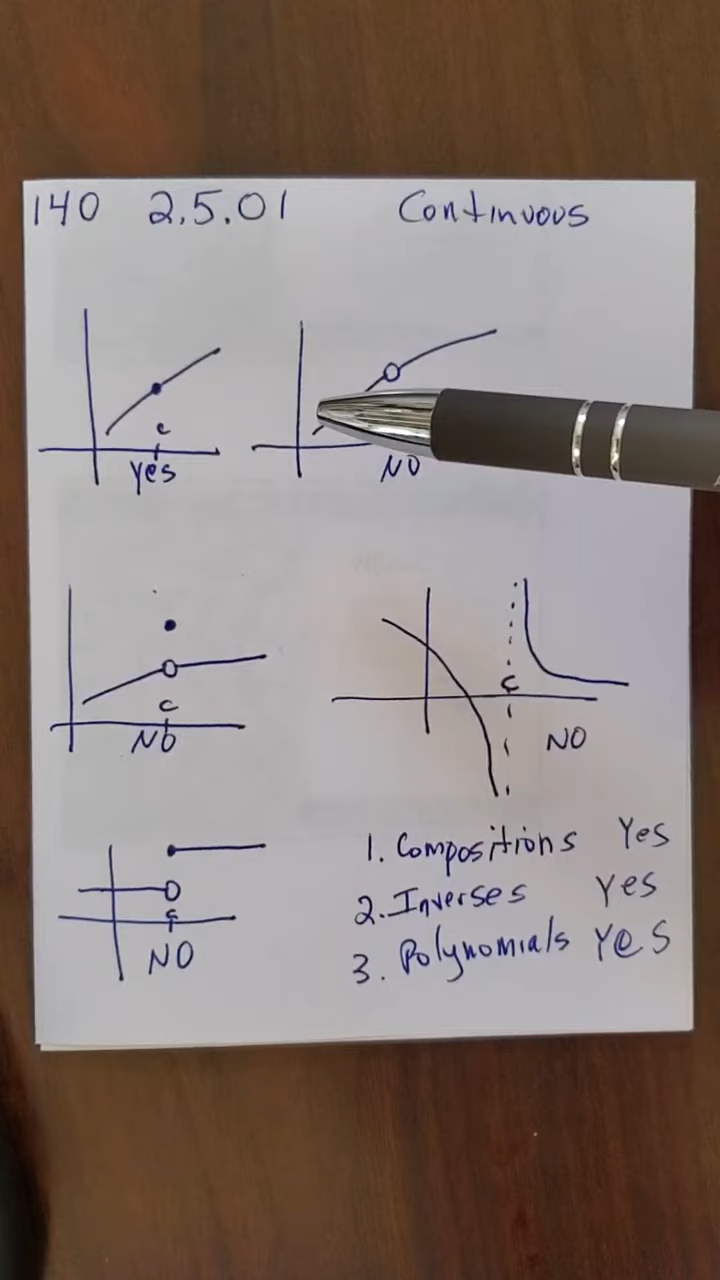 140 2.5.01 Continuous
c
Yes
NO
c
NO
c
NO
c
NO
1. Compositions Yes
2. Inverses Yes
3. Polynomials Yes